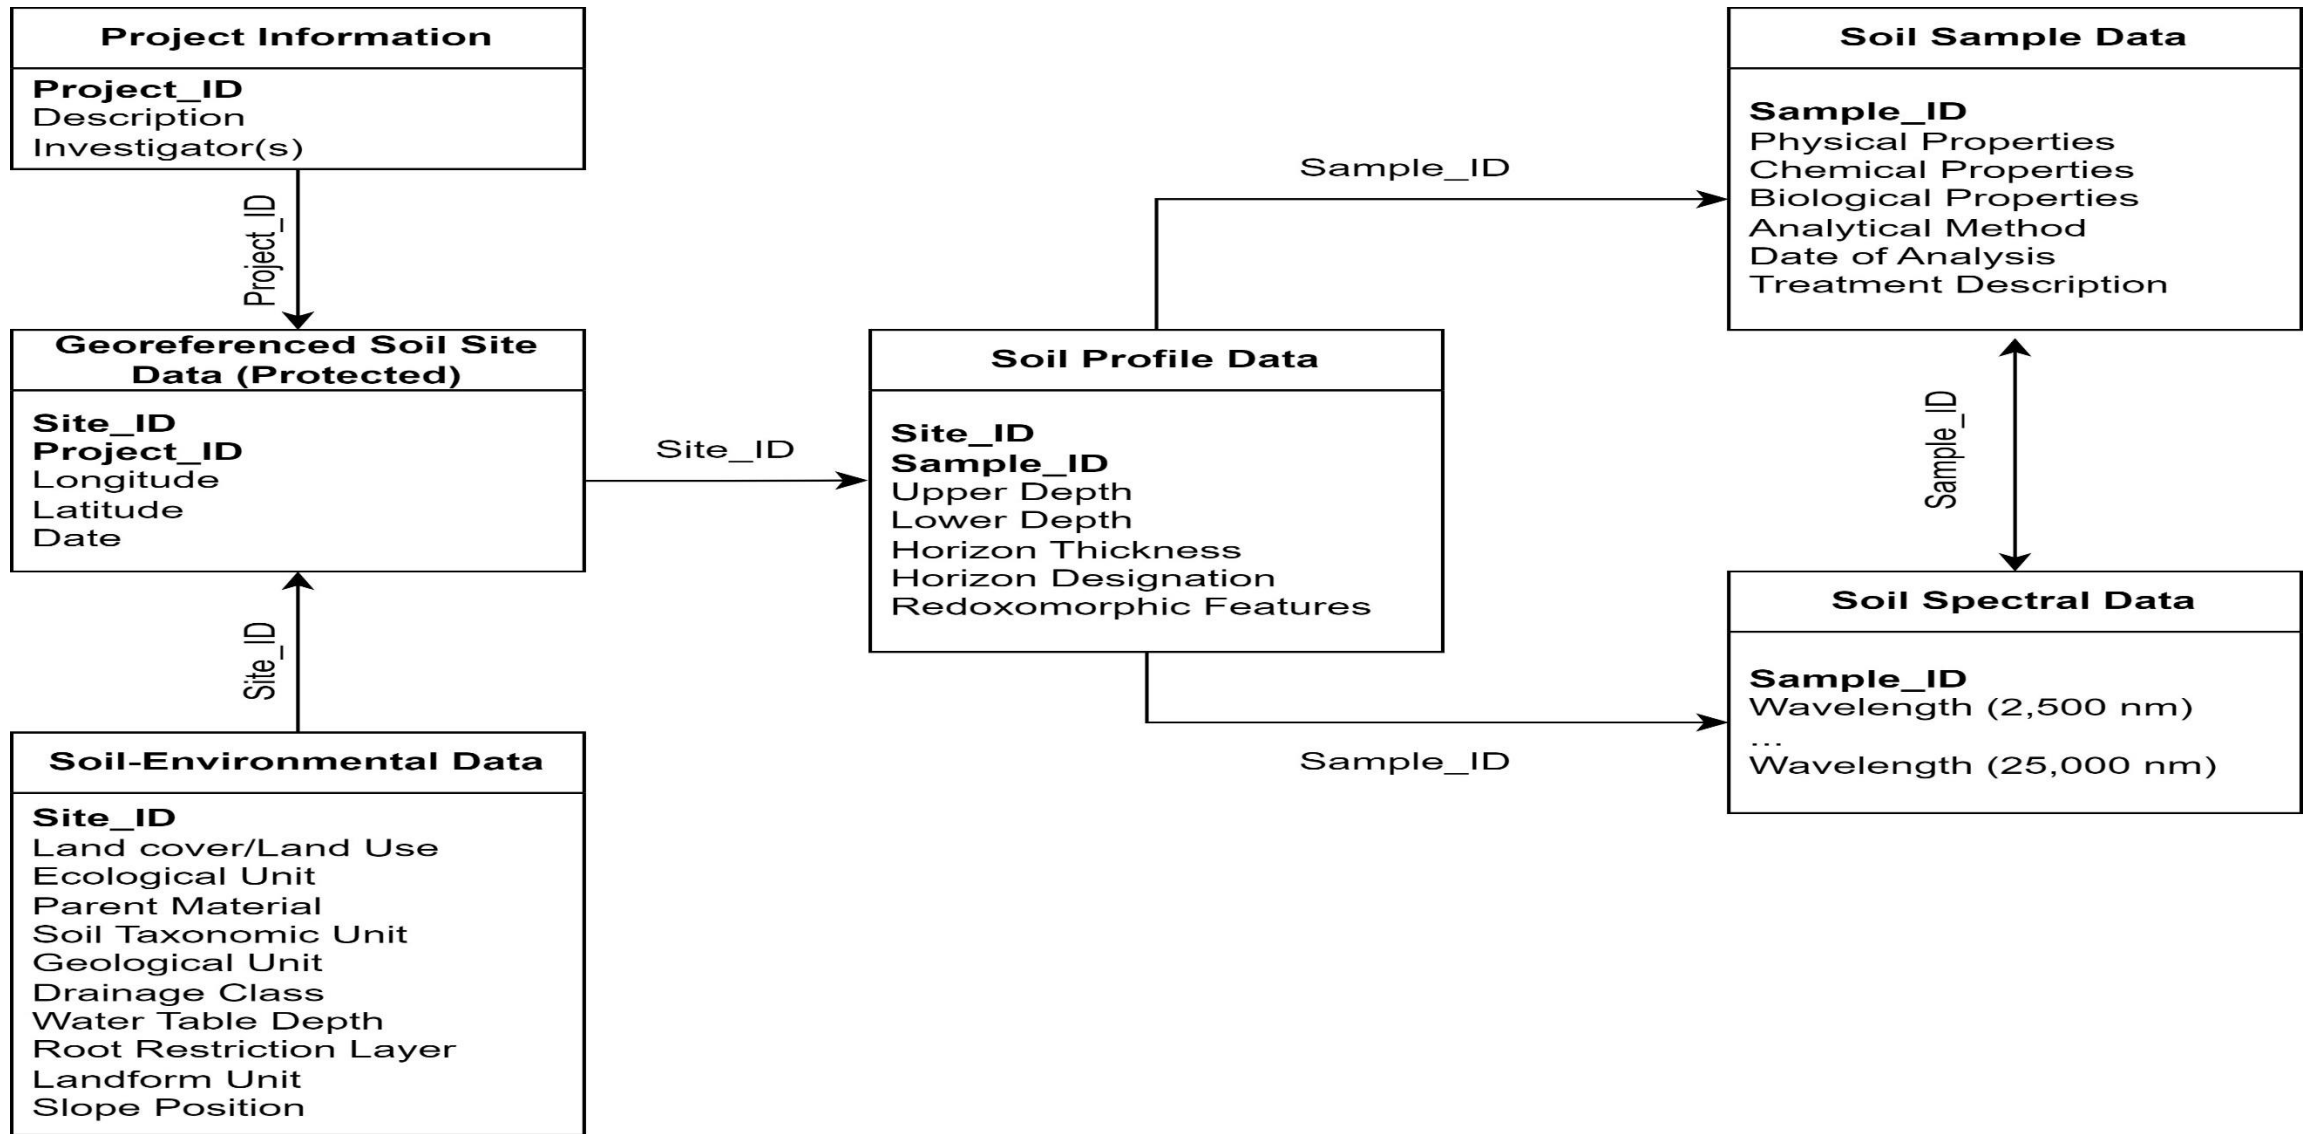 Project Information
Project_ID
Description
Investigator(s)
Project_ID
Georeferenced Soil Site
Data (Protected)
Site_ID
Project_ID
Longitude
Latitude
Date
Site_ID
Soil-Environmental Data
Site_ID
Land cover/Land Use
Ecological Unit
Parent Material
Soil Taxonomic Unit
Geological Unit
Drainage Class
Water Table Depth
Root Restriction Layer
Landform Unit
Slope Position
Site_ID
Soil Profile Data
Site_ID
Sample_ID
Upper Depth
Lower Depth
Horizon Thickness
Horizon Designation
Redoxomorphic Features
Sample_ID
Sample_ID
Soil Sample Data
Sample_ID
Physical Properties
Chemical Properties
Biological Properties
Analytical Method
Date of Analysis
Treatment Description
Sample_ID
Soil Spectral Data
Sample_ID
Wavelength (2,500 nm)
...
Wavelength (25,000 nm)